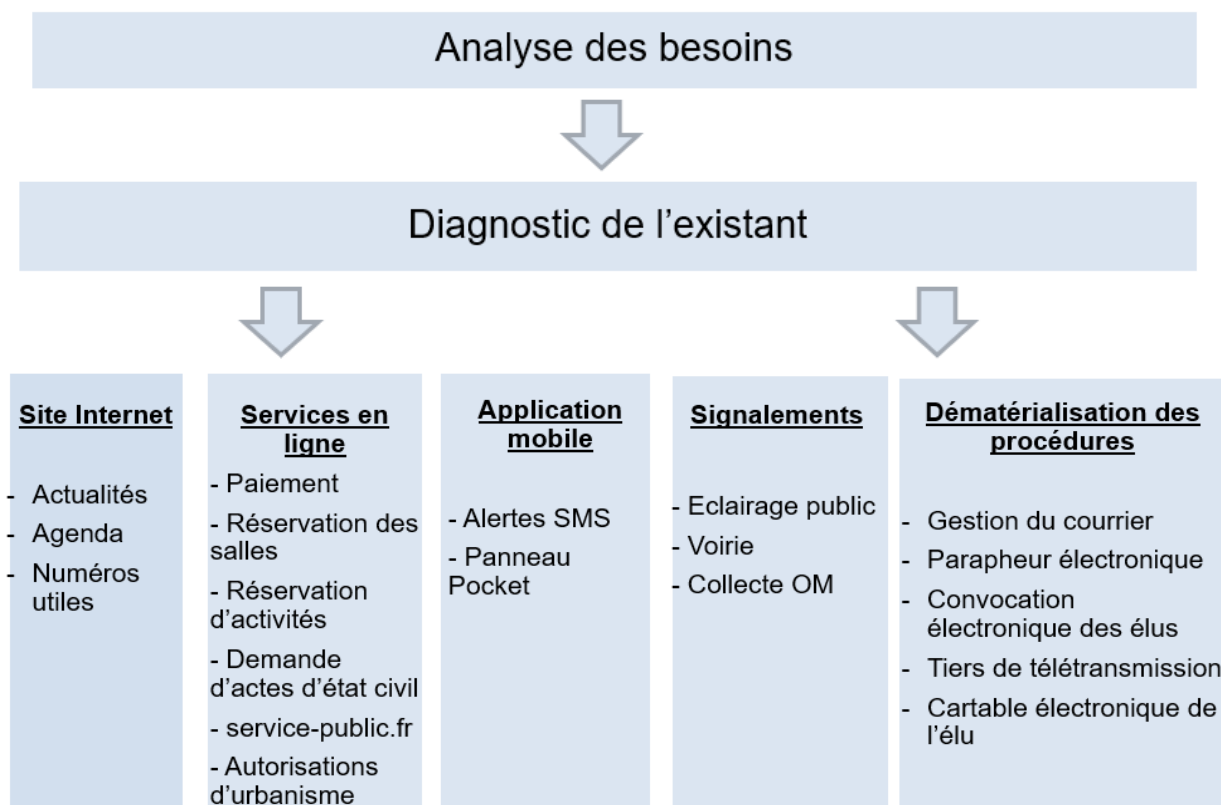 Analyse des besoins
Diagnostic de l’existant
Site Internet
- Actualités
- Agenda
- Numéros
utiles
Services en
ligne
- Paiement
- Réservation des
salles
- Réservation
d’activités
- Demande
d’actes d’état civil
- service-public.fr
- Autorisations
d’urbanisme
Application
mobile
- Alertes SMS
- Panneau
Pocket
Signalements
- Eclairage public
- Voirie
- Collecte OM
Dématérialisation des
procédures
- Gestion du courrier
- Parapheur électronique
- Convocation
électronique des élus
- Tiers de télétransmission
- Cartable électronique de
l’élu